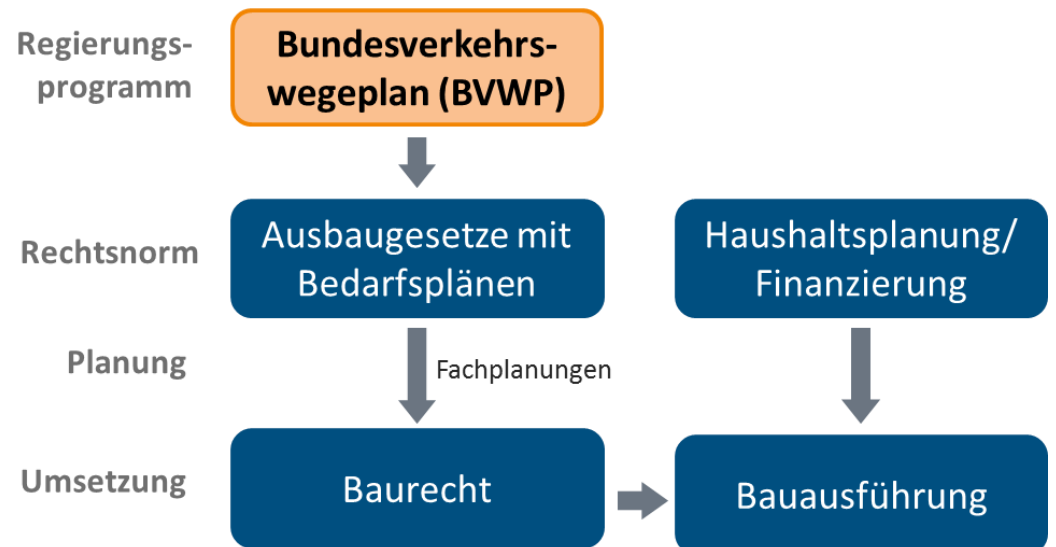 Regierungs-
programm
Bundesverkehrs-
wegeplan (BVWP)
Rechtsnorm
Ausbaugesetze mit
Bedarfsplänen
Haushaltsplanung/
Finanzierung
Planung
Fachplanungen
Umsetzung
Baurecht
Bauausführung